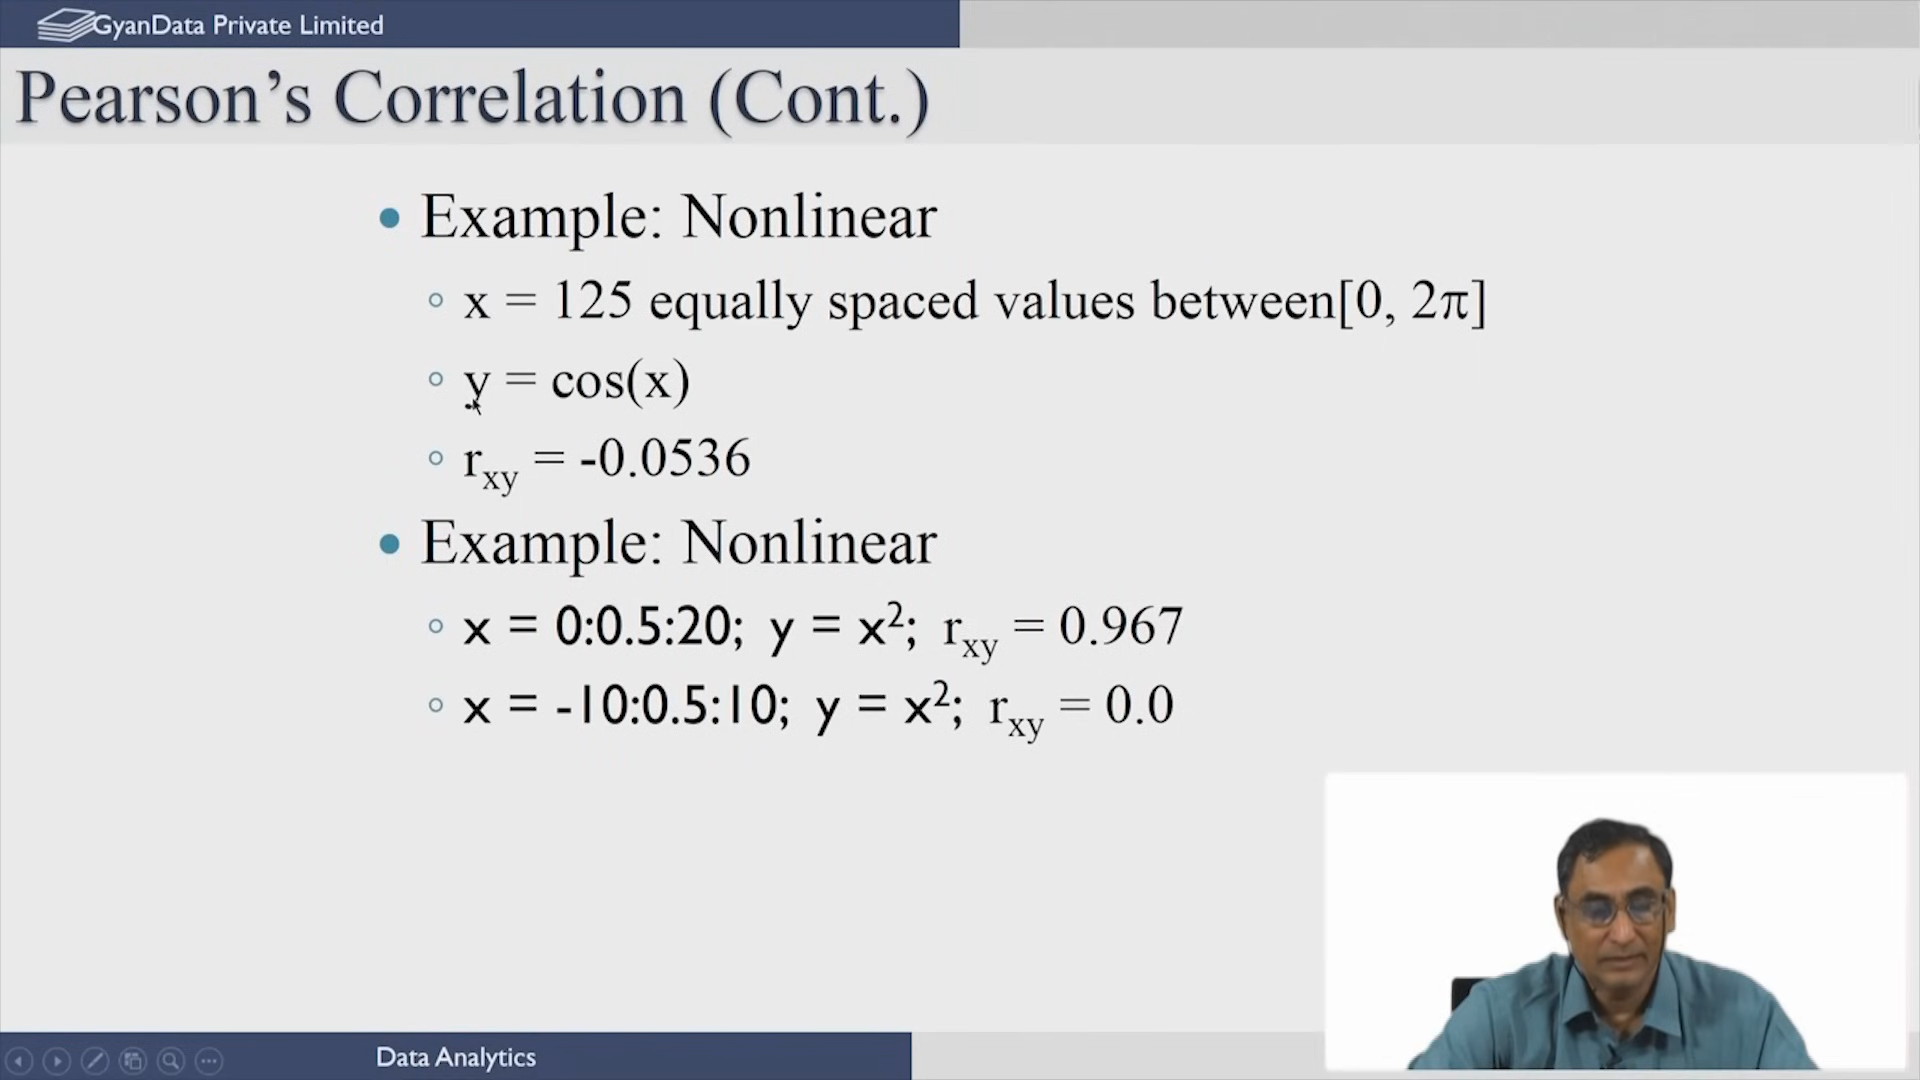 GyanData Private Limited
Pearson’s Correlation (Cont.)
• Example: Nonlinear
◦ x = 125 equally spaced values between[0, 2π]
◦ y = cos(x)
◦ rxy = -0.0536
• Example: Nonlinear
◦ x = 0:0.5:20; y = x²; rxy = 0.967
◦ x = -10:0.5:10; y = x²; rxy = 0.0
Data Analytics